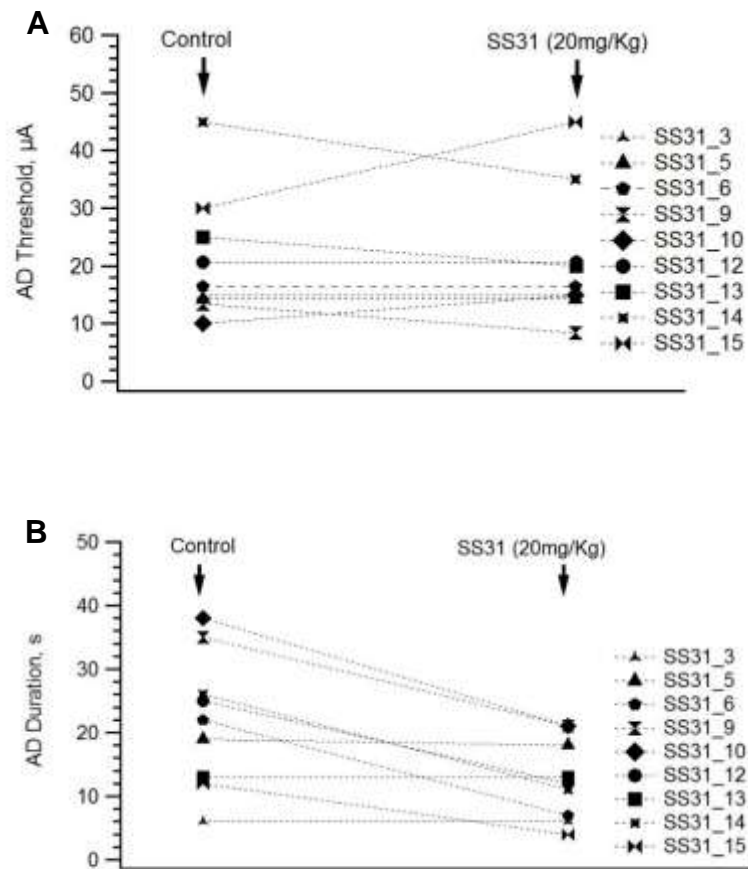 A
Control
SS31 (20mg/Kg)
AD Threshold, µA
60
50
40
30
20
10
0
SS31_3
SS31_5
SS31_6
SS31_9
SS31_10
SS31_12
SS31_13
SS31_14
SS31_15
B
Control
SS31 (20mg/Kg)
AD Duration, s
50
40
30
20
10
0
SS31_3
SS31_5
SS31_6
SS31_9
SS31_10
SS31_12
SS31_13
SS31_14
SS31_15